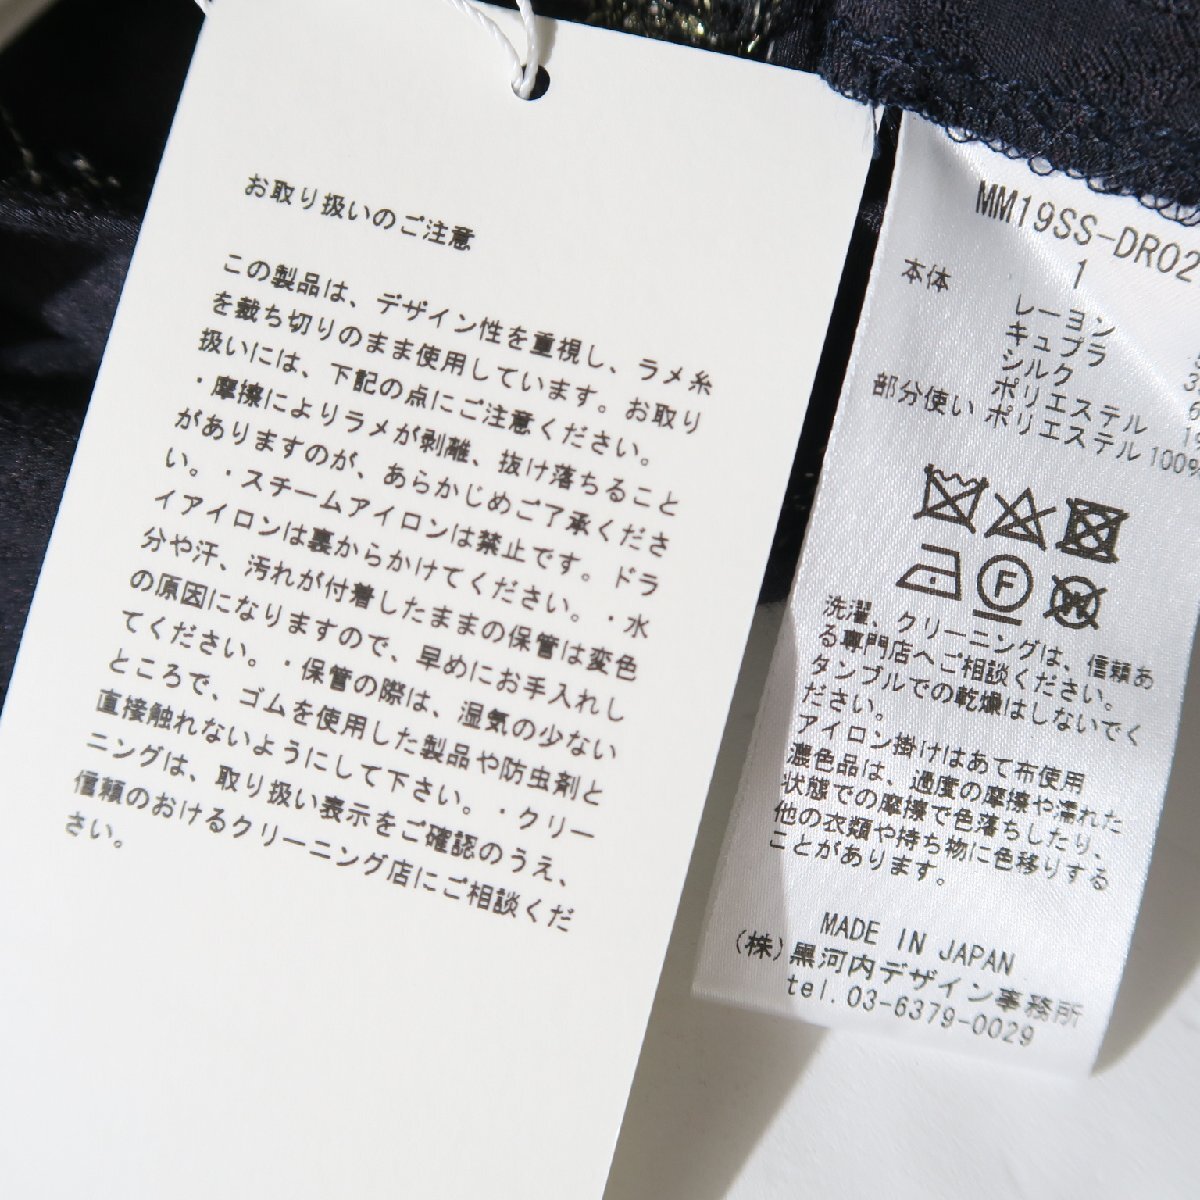 お取り扱いのご注意
この製品は、デザイン性を重視し、ラメ糸
を裁ち切りのまま使用しています。お取り
扱いには、下記の点にご注意ください。
・摩擦によりラメが剥離、抜け落ちること
がありますのが、あらかじめご了承くださ
い。・スチームアイロンは禁止です。ドラ
イアイロンは裏からかけてください。・水
分や汗、汚れが付着したままの保管は変色
の原因になりますので、早めにお手入れし
てください。・保管の際は、湿気の少ない
ところで、ゴムを使用した製品や防虫剤と
直接触れないようにして下さい。・クリー
ニングは、取り扱い表示をご確認のうえ、
信頼のおけるクリーニング店にご相談くだ
さい。
MM19SS-DR02
1
本体 レーヨン
キュプラ
シルク
ポリエステル
部分使い ポリエステル 100%
F
W
洗濯、クリーニングは、信頼あ
る専門店へご相談ください。
タンブルでの乾燥はしないでく
ださい。
アイロン掛けはあて布使用
濃色品は、過度の摩擦や濡れた
状態での摩擦で色落ちしたり、
他の衣類や持ち物に色移りする
ことがあります。
MADE IN JAPAN
(株)黒河内デザイン事務所
tel.03-6379-0029